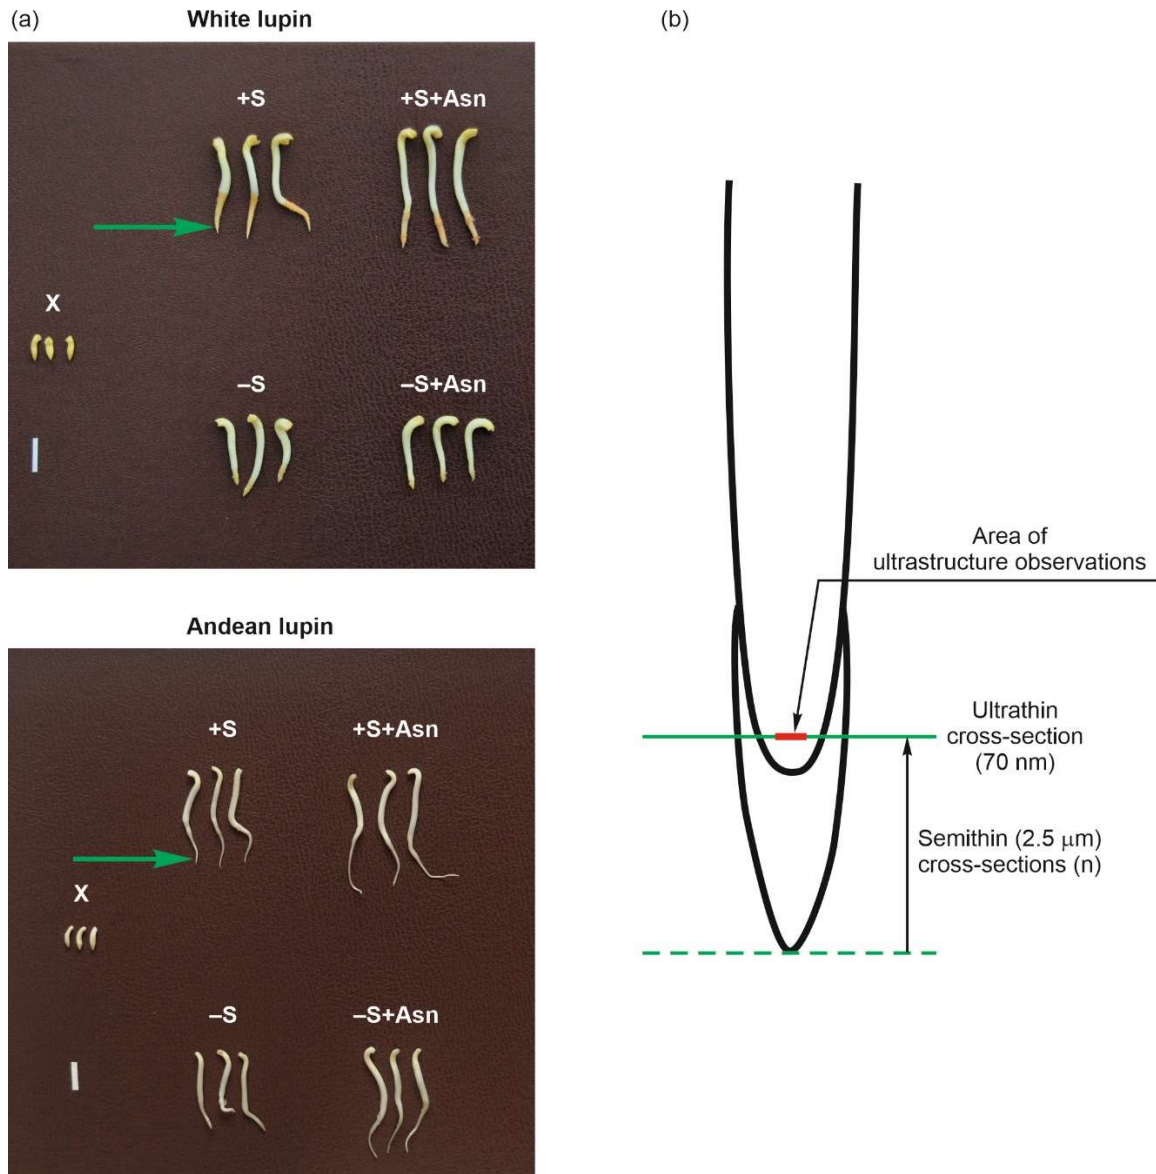 (a)
White lupin
+S
+S+Asn
X
–S
–S+Asn
Andean lupin
+S
+S+Asn
X
–S
–S+Asn
(b)
Area of
ultrastructure observations
Ultrathin
cross-section
(70 nm)
Semithin (2.5 μm)
cross-sections (n)